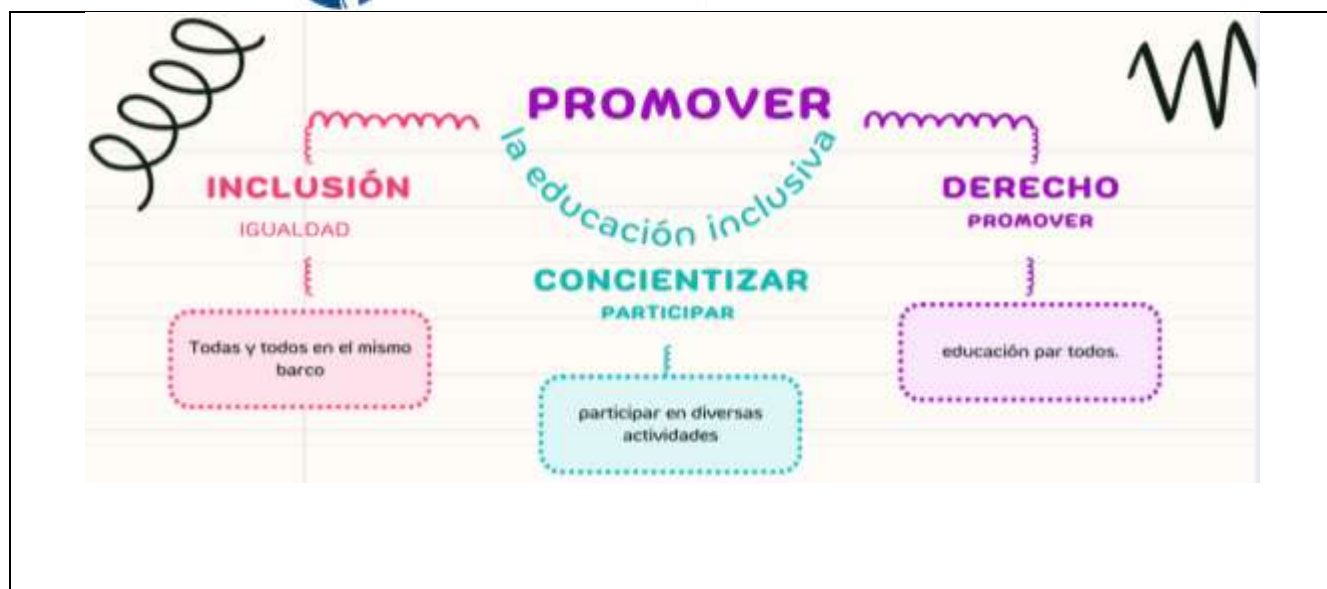 PROMOVER
la educación inclusiva
INCLUSIÓN
IGUALDAD
Todas y todos en el mismo
barco
CONCIENTIZAR
PARTICIPAR
participar en diversas
actividades
DERECHO
PROMOVER
educación par todos.